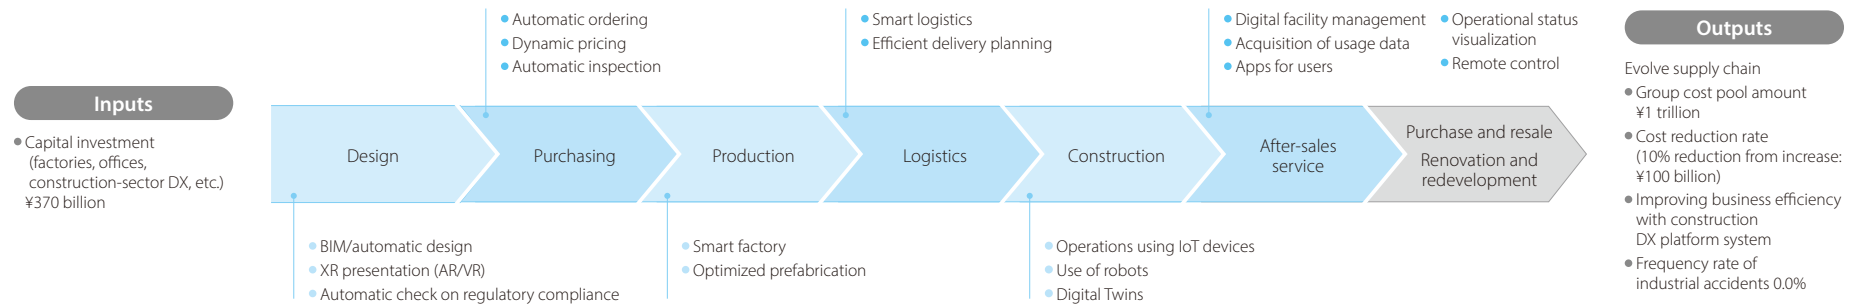 Inputs
Capital investment
(factories, offices,
construction-sector DX, etc.)
¥370 billion
Automatic ordering
Dynamic pricing
Automatic inspection
Smart logistics
Efficient delivery planning
Digital facility management
Acquisition of usage data
Apps for users
Operational status
visualization
Remote control
Design
Purchasing
Production
Logistics
Construction
After-sales
service
Purchase and resale
Renovation and
redevelopment
BIM/automatic design
XR presentation (AR/VR)
Automatic check on regulatory compliance
Smart factory
Optimized prefabrication
Operations using IoT devices
Use of robots
Digital Twins
Outputs
Evolve supply chain
Group cost pool amount
¥1 trillion
Cost reduction rate
(10% reduction from increase:
¥100 billion)
Improving business efficiency
with construction
DX platform system
Frequency rate of
industrial accidents 0.0%